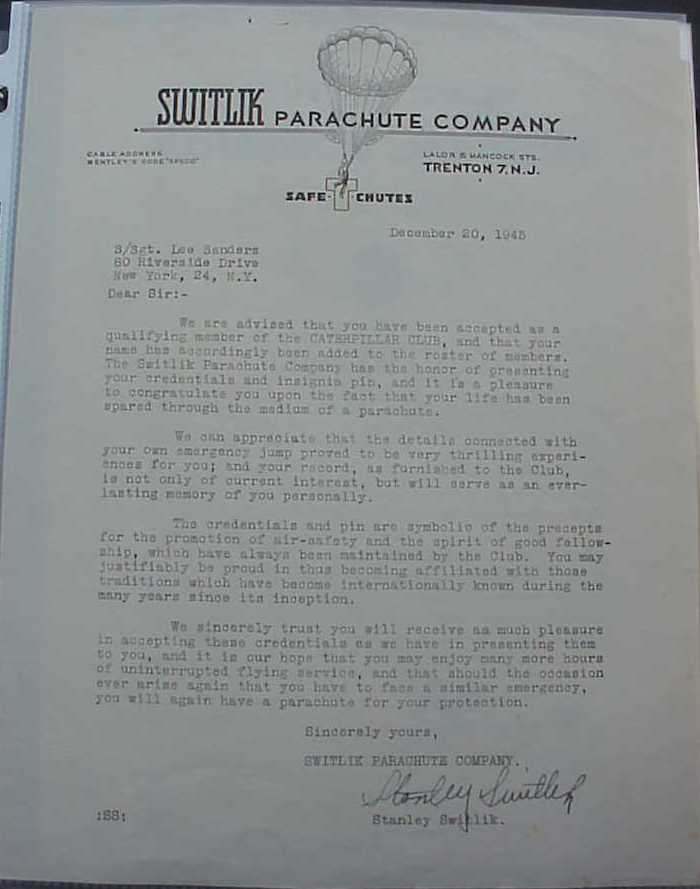 SWITLIK PARACHUTE COMPANY
CABLE ADDRESS
BENTLEY'S CODE "SPECO"
LALOR & HANCOCK STS.
TRENTON 7, N.J.
SAFE-T-CHUTES
December 20, 1945
S/Sgt. Lee Sanders
60 Riverside Drive
New York, 24, N.Y.
Dear Sir:-
We are advised that you have been accepted as a
qualifying member of the CATERPILLAR CLUB, and that your
name has accordingly been added to the roster of members.
The Switlik Parachute Company has the honor of presenting
your credentials and insignia pin, and it is a pleasure
to congratulate you upon the fact that your life has been
spared through the medium of a parachute.
We can appreciate that the details connected with
your own emergency jump proved to be very thrilling experi-
ences for you; and your record, as furnished to the Club,
is not only of current interest, but will serve as an ever-
lasting memory of you personally.
The credentials and pin are symbolic of the precepts
for the promotion of air-safety and the spirit of good fellow-
ship, which have always been maintained by the Club. You may
justifiably be proud in thus becoming affiliated with those
traditions which have become internationally known during the
many years since its inception.
We sincerely trust you will receive as much pleasure
in accepting these credentials as we have in presenting them
to you, and it is our hope that you may enjoy many more hours
of uninterrupted flying service, and that should the occasion
ever arise again that you have to face a similar emergency,
you will again have a parachute for your protection.
Sincerely yours,
SWITLIK PARACHUTE COMPANY.
Stanley Switlik
:SS:
Stanley Switlik.